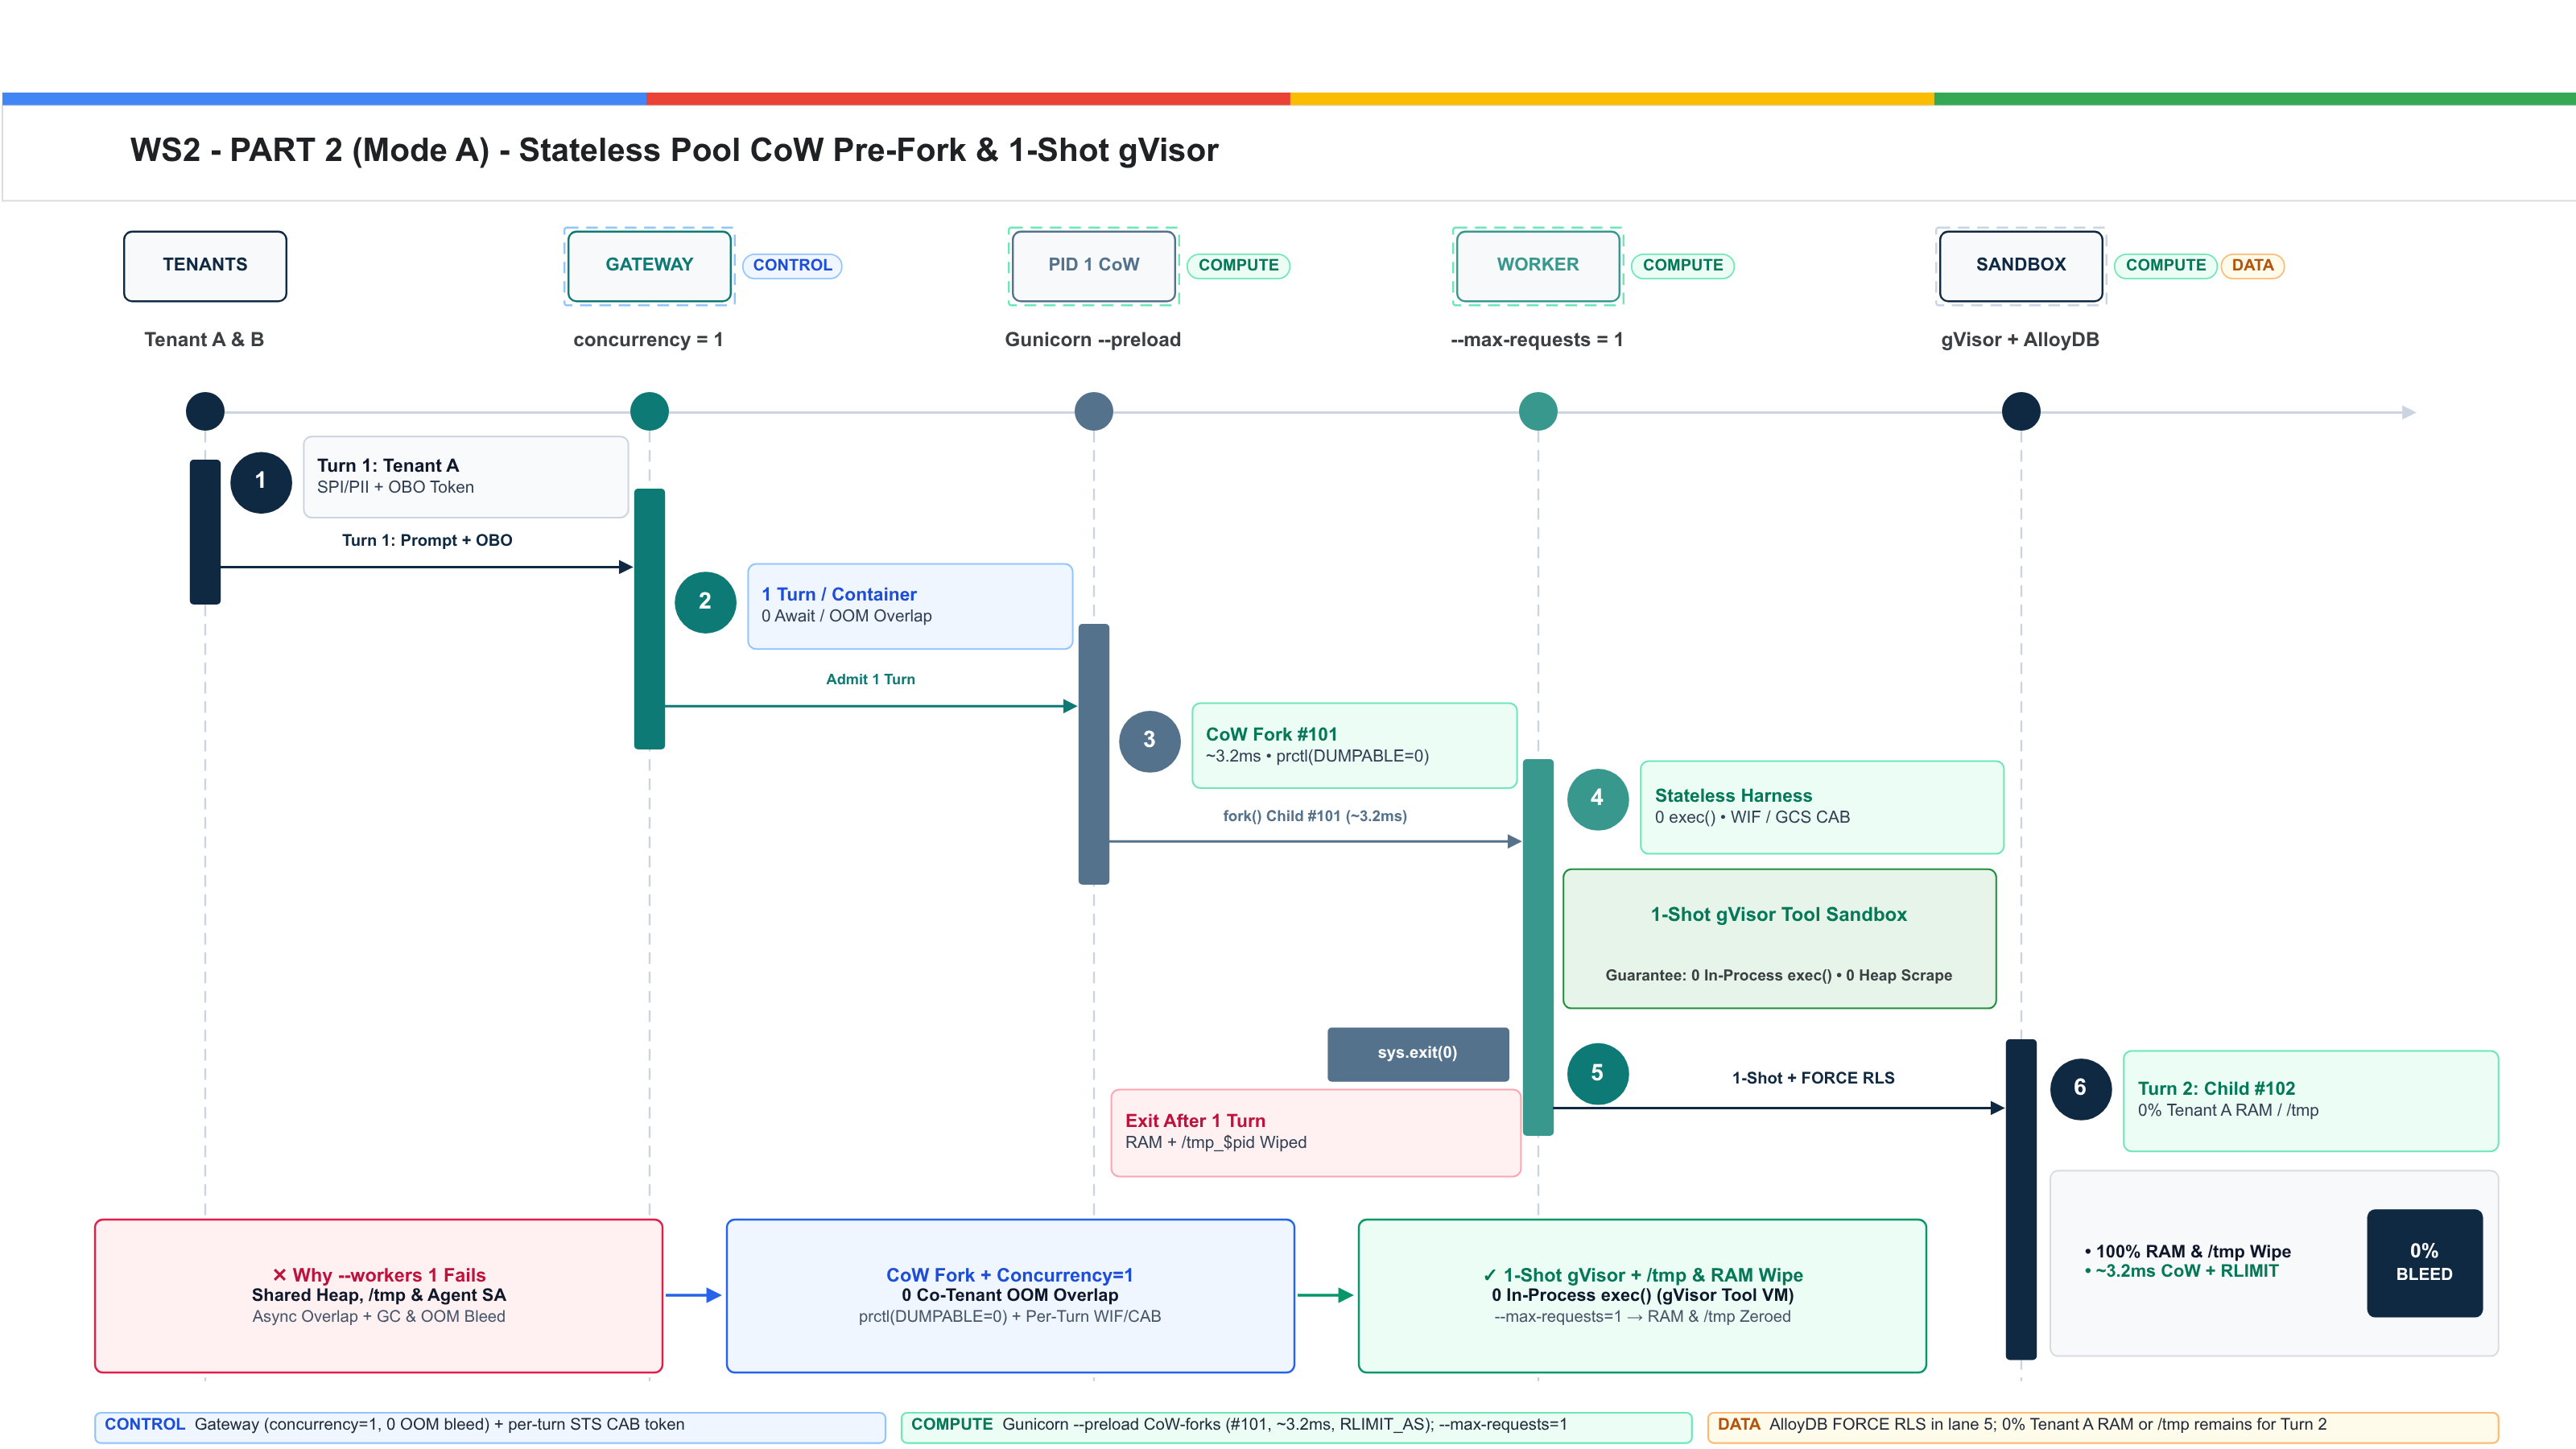 WS2 - PART 2 (Mode A) - Stateless Pool CoW Pre-Fork & 1-Shot gVisor
TENANTS
GATEWAY
CONTROL
PID 1 CoW
COMPUTE
WORKER
COMPUTE
SANDBOX
COMPUTE
DATA
Tenant A & B
concurrency = 1
Gunicorn --preload
--max-requests = 1
gVisor + AlloyDB
1
Turn 1: Tenant A
SPI/PII + OBO Token
Turn 1: Prompt + OBO
2
1 Turn / Container
0 Await / OOM Overlap
Admit 1 Turn
3
CoW Fork #101
~3.2ms • prctl(DUMPABLE=0)
fork() Child #101 (~3.2ms)
4
Stateless Harness
0 exec() • WIF / GCS CAB
1-Shot gVisor Tool Sandbox
Guarantee: 0 In-Process exec() • 0 Heap Scrape
sys.exit(0)
Exit After 1 Turn
RAM + /tmp_$pid Wiped
5
1-Shot + FORCE RLS
6
Turn 2: Child #102
0% Tenant A RAM / /tmp
• 100% RAM & /tmp Wipe
• ~3.2ms CoW + RLIMIT
0%
BLEED
✕ Why --workers 1 Fails
Shared Heap, /tmp & Agent SA
Async Overlap + GC & OOM Bleed
CoW Fork + Concurrency=1
0 Co-Tenant OOM Overlap
prctl(DUMPABLE=0) + Per-Turn WIF/CAB
✓ 1-Shot gVisor + /tmp & RAM Wipe
0 In-Process exec() (gVisor Tool VM)
--max-requests=1 → RAM & /tmp Zeroed
CONTROL Gateway (concurrency=1, 0 OOM bleed) + per-turn STS CAB token
COMPUTE Gunicorn --preload CoW-forks (#101, ~3.2ms, RLIMIT_AS); --max-requests=1
DATA AlloyDB FORCE RLS in lane 5; 0% Tenant A RAM or /tmp remains for Turn 2